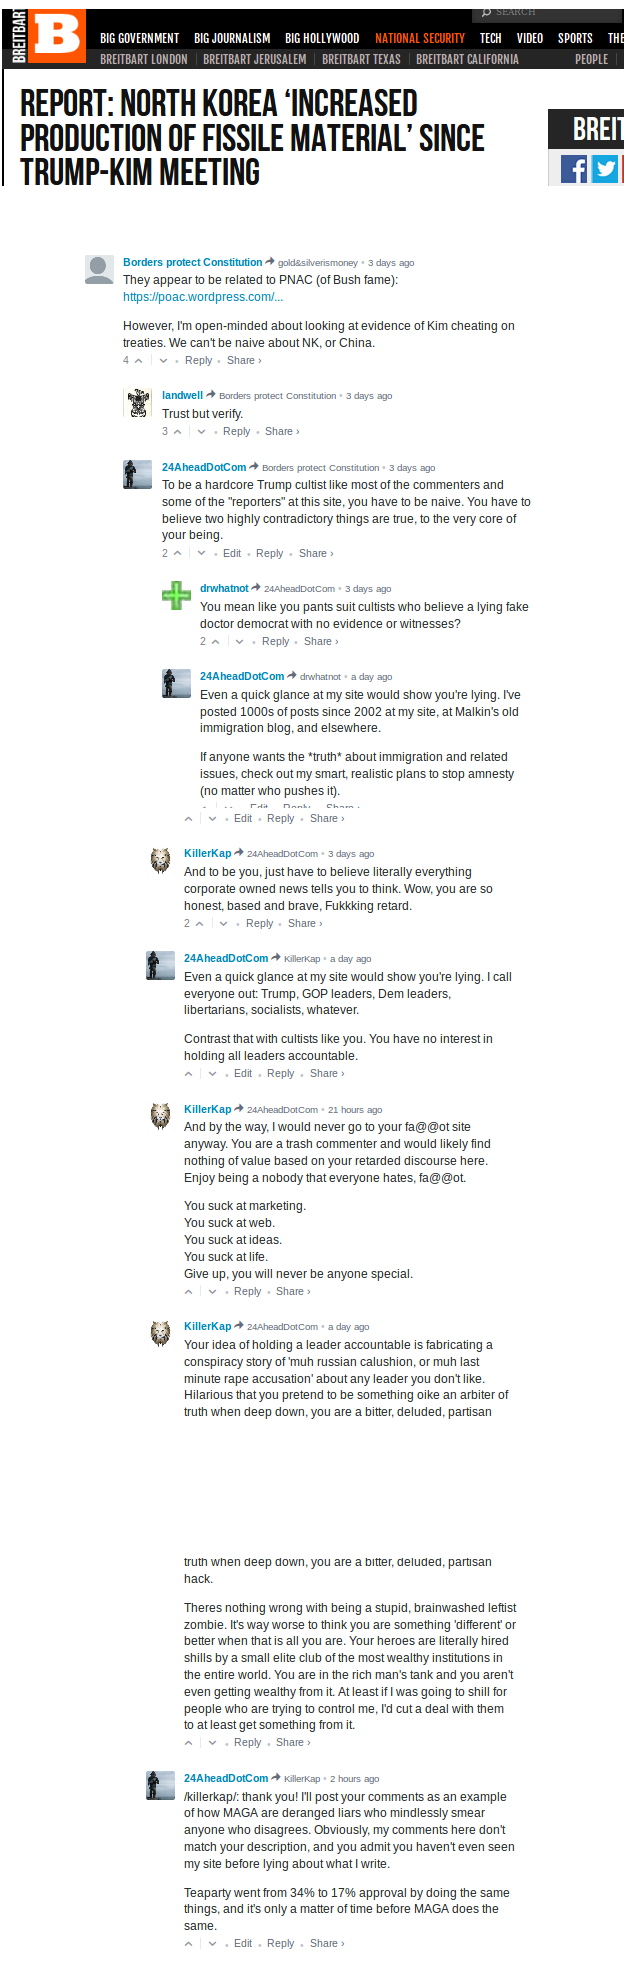 BREITBART
B
SEARCH
BIG GOVERNMENT BIG JOURNALISM BIG HOLLYWOOD NATIONAL SECURITY TECH VIDEO SPORTS THE
BREITBART LONDON BREITBART JERUSALEM BREITBART TEXAS BREITBART CALIFORNIA PEOPLE
REPORT: NORTH KOREA ‘INCREASED
PRODUCTION OF FISSILE MATERIAL’ SINCE
TRUMP-KIM MEETING
BREIT
Borders protect Constitution gold&silverismoney • 3 days ago
They appear to be related to PNAC (of Bush fame):
https://poac.wordpress.com/...
However, I'm open-minded about looking at evidence of Kim cheating on
treaties. We can't be naive about NK, or China.
4 • Reply • Share ›
landwell Borders protect Constitution • 3 days ago
Trust but verify.
3 • Reply • Share ›
24AheadDotCom Borders protect Constitution • 3 days ago
To be a hardcore Trump cultist like most of the commenters and
some of the "reporters" at this site, you have to be naive. You have to
believe two highly contradictory things are true, to the very core of
your being.
2 • Edit • Reply • Share ›
drwhatnot 24AheadDotCom • 3 days ago
You mean like you pants suit cultists who believe a lying fake
doctor democrat with no evidence or witnesses?
2 • Reply • Share ›
24AheadDotCom drwhatnot • a day ago
Even a quick glance at my site would show you're lying. I've
posted 1000s of posts since 2002 at my site, at Malkin's old
immigration blog, and elsewhere.
If anyone wants the *truth* about immigration and related
issues, check out my smart, realistic plans to stop amnesty
(no matter who pushes it).
• Edit • Reply • Share ›
• Edit • Reply • Share ›
KillerKap 24AheadDotCom • 3 days ago
And to be you, just have to believe literally everything
corporate owned news tells you to think. Wow, you are so
honest, based and brave, Fukkking retard.
2 • Reply • Share ›
24AheadDotCom KillerKap • a day ago
Even a quick glance at my site would show you're lying. I call
everyone out: Trump, GOP leaders, Dem leaders,
libertarians, socialists, whatever.
Contrast that with cultists like you. You have no interest in
holding all leaders accountable.
• Edit • Reply • Share ›
KillerKap 24AheadDotCom • 21 hours ago
And by the way, I would never go to your fa@@ot site
anyway. You are a trash commenter and would likely find
nothing of value based on your retarded discourse here.
Enjoy being a nobody that everyone hates, fa@@ot.
You suck at marketing.
You suck at web.
You suck at ideas.
You suck at life.
Give up, you will never be anyone special.
• Reply • Share ›
KillerKap 24AheadDotCom • a day ago
Your idea of holding a leader accountable is fabricating a
conspiracy story of 'muh russian calushion, or muh last
minute rape accusation' about any leader you don't like.
Hilarious that you pretend to be something oike an arbiter of
truth when deep down, you are a bitter, deluded, partisan
truth when deep down, you are a bitter, deluded, partisan
hack.
Theres nothing wrong with being a stupid, brainwashed leftist
zombie. It's way worse to think you are something 'different' or
better when that is all you are. Your heroes are literally hired
shills by a small elite club of the most wealthy institutions in
the entire world. You are in the rich man's tank and you aren't
even getting wealthy from it. At least if I was going to shill for
people who are trying to control me, I'd cut a deal with them
to at least get something from it.
• Reply • Share ›
24AheadDotCom KillerKap • 2 hours ago
/killerkap/: thank you! I'll post your comments as an example
of how MAGA are deranged liars who mindlessly smear
anyone who disagrees. Obviously, my comments here don't
match your description, and you admit you haven't even seen
my site before lying about what I write.
Teaparty went from 34% to 17% approval by doing the same
things, and it's only a matter of time before MAGA does the
same.
• Edit • Reply • Share ›